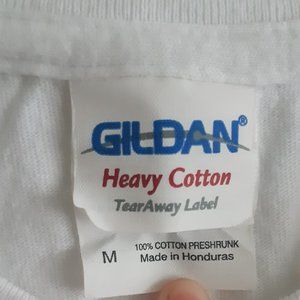 GILDAN®
Heavy Cotton
TearAway Label
M 100% COTTON PRESHRUNK
Made in Honduras